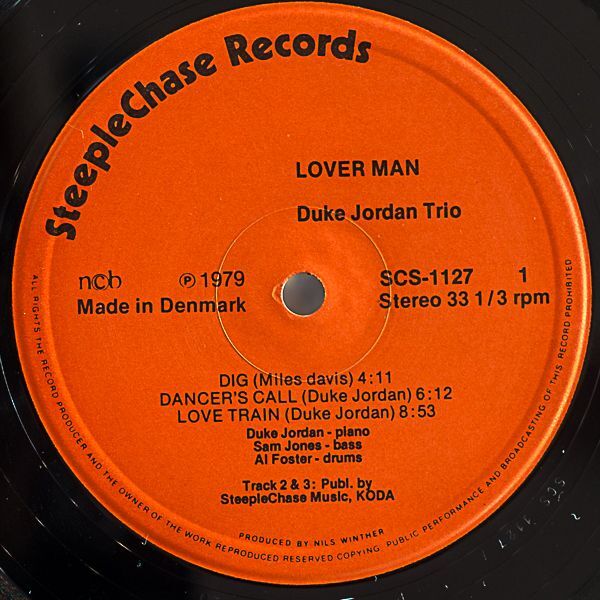 SteepleChase Records
LOVER MAN
Duke Jordan Trio
ncb ℗ 1979
Made in Denmark
SCS-1127 1
Stereo 33 1/3 rpm
DIG (Miles davis) 4:11
DANCER'S CALL (Duke Jordan) 6:12
LOVE TRAIN (Duke Jordan) 8:53
Duke Jordan - piano
Sam Jones - bass
Al Foster - drums
Track 2 & 3: Publ. by
SteepleChase Music, KODA
PRODUCED BY NILS WINTHER
ALL RIGHTS THE RECORD PRODUCER AND THE OWNER OF THE WORK REPRODUCED RESERVED COPYING, PUBLIC PERFORMANCE AND BROADCASTING OF THIS RECORD PROHIBITED
SCS 1127